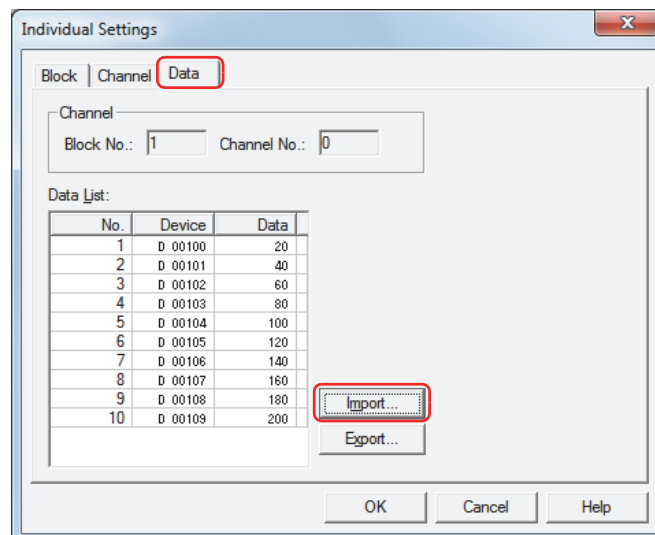 Individual Settings
Block Channel Data
Channel
Block No.: 1 Channel No.: 0
Data List:
No. Device Data
1 D 00100 20
2 D 00101 40
3 D 00102 60
4 D 00103 80
5 D 00104 100
6 D 00105 120
7 D 00106 140
8 D 00107 160
9 D 00108 180
10 D 00109 200
Import...
Export...
OK Cancel Help